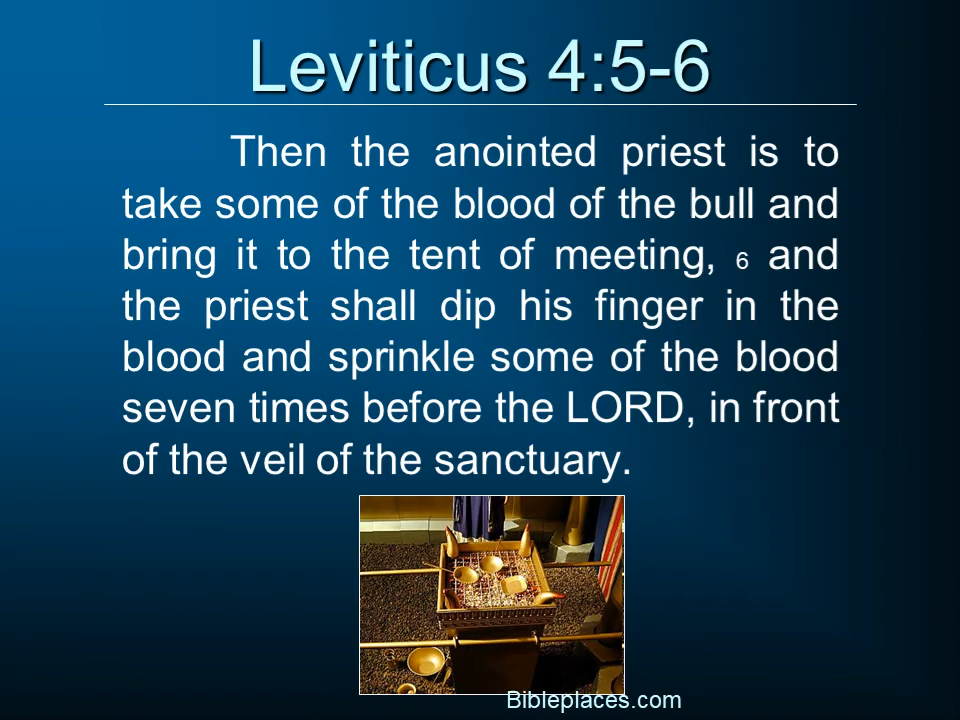 Leviticus 4:5-6
Then the anointed priest is to
take some of the blood of the bull and
bring it to the tent of meeting, 6 and
the priest shall dip his finger in the
blood and sprinkle some of the blood
seven times before the LORD, in front
of the veil of the sanctuary.
Bibleplaces.com